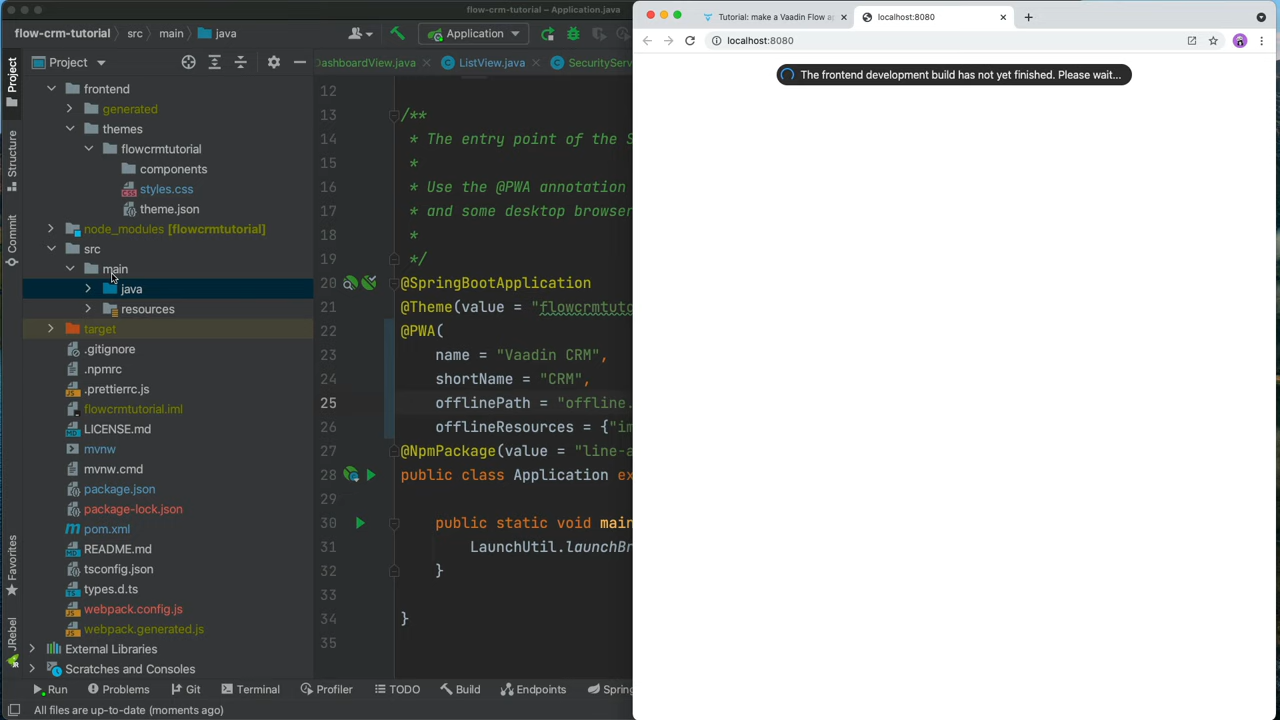 flow-crm-tutorial – Application.java
flow-crm-tutorial
src
main
java
Application
Project
Project
Structure
Commit
Favorites
JRebel
frontend
generated
themes
flowcrmtutorial
components
styles.css
theme.json
node_modules [flowcrmtutorial]
src
main
java
resources
target
.gitignore
.npmrc
.prettierrc.js
flowcrmtutorial.iml
LICENSE.md
mvnw
mvnw.cmd
package.json
package-lock.json
pom.xml
README.md
tsconfig.json
types.d.ts
webpack.config.js
webpack.generated.js
External Libraries
Scratches and Consoles
DashboardView.java
ListView.java
SecurityServ
12
13 /**
14 * The entry point of the S
15 *
16 * Use the @PWA annotation
17 * and some desktop browser
18 *
19 */
20 @SpringBootApplication
21 @Theme(value = "flowcrmtuto
22 @PWA(
23 name = "Vaadin CRM",
24 shortName = "CRM",
25 offlinePath = "offline.
26 offlineResources = {"im
27 @NpmPackage(value = "line-a
28 public class Application ex
29
30 public static void main
31 LaunchUtil.launchBr
32 }
33
34 }
35
Run
Problems
Git
Terminal
Profiler
TODO
Build
Endpoints
Spring
All files are up-to-date (moments ago)
Tutorial: make a Vaadin Flow a
localhost:8080
localhost:8080
The frontend development build has not yet finished. Please wait...